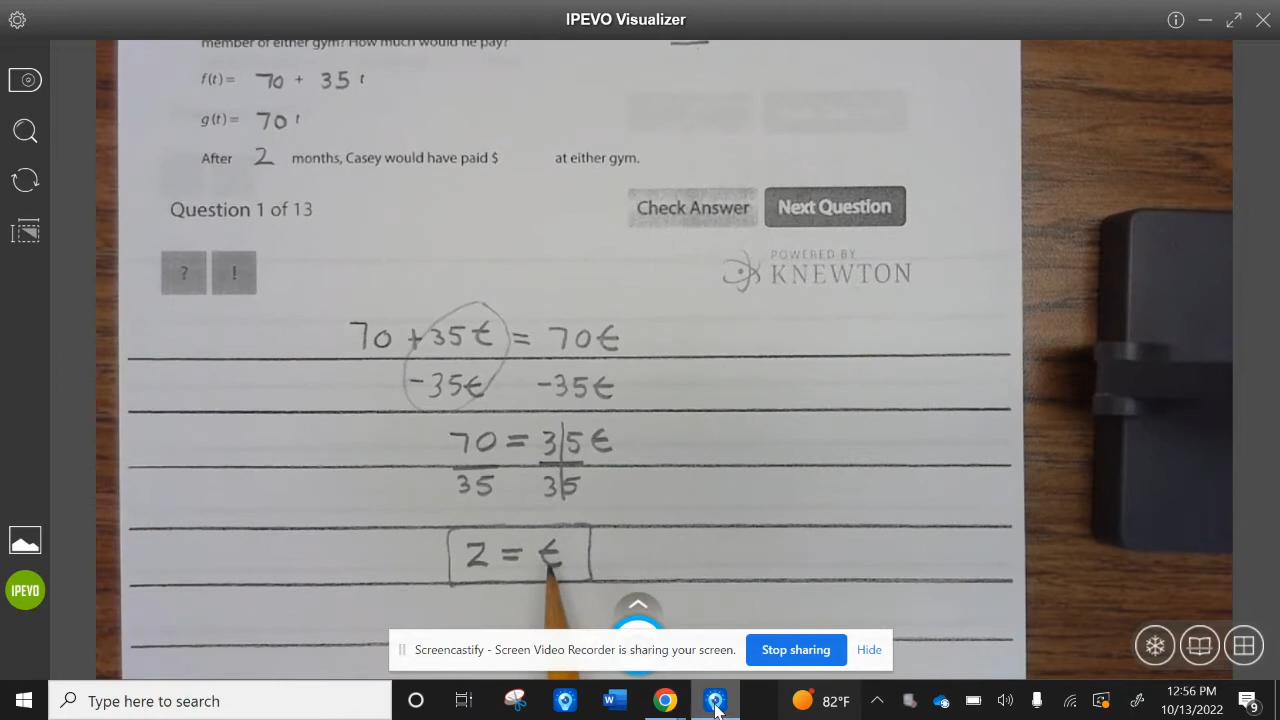 IPEVO Visualizer
member of either gym? How much would he pay?
f(t) = 70 + 35 t
g(t) = 70 t
After 2 months, Casey would have paid $ at either gym.
Question 1 of 13
Check Answer
Next Question
? !
POWERED BY
KNEWTON
70 + 35t = 70t
-35t -35t
70 = 35t
35 35
2 = t
IPEVO
Screencastify - Screen Video Recorder is sharing your screen.
Stop sharing
Hide
Type here to search
W
82°F
12:56 PM
10/13/2022
9